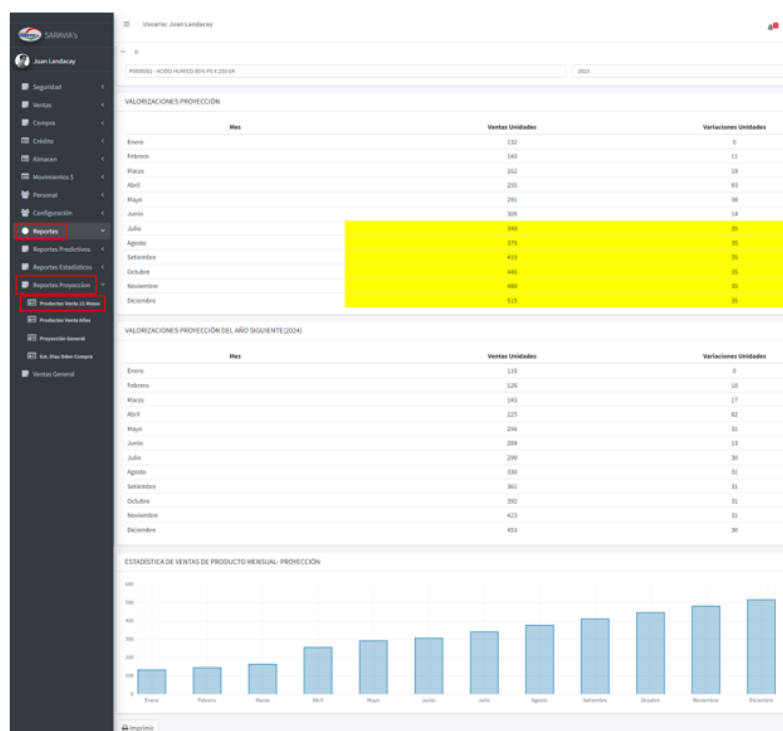 Usuario: Juan Landacay
SARAVIA's
Juan Landacay
Seguridad
Ventas
Compra
Crédito
Almacen
Movimientos $
Personal
Configuración
Reportes
Reportes Predictivos
Reportes Estadísticos
Reportes Proyeccion
Productos Venta 12 Meses
Productos Venta Años
Proyección General
Est. Dias Orden Compra
Ventas General
P0000001 - ACIDO HUMICO 80% PS X 250 GR 2023
VALORIZACIONES PROYECCIÓN
Mes Ventas Unidades Variaciones Unidades
Enero 132 0
Febrero 143 11
Marzo 162 19
Abril 255 93
Mayo 291 36
Junio 305 14
Julio 340 35
Agosto 375 35
Setiembre 410 35
Octubre 445 35
Noviembre 480 35
Diciembre 515 35
VALORIZACIONES PROYECCIÓN DEL AÑO SIGUIENTE(2024)
Mes Ventas Unidades Variaciones Unidades
Enero 116 0
Febrero 126 10
Marzo 143 17
Abril 225 82
Mayo 256 31
Junio 269 13
Julio 299 30
Agosto 330 31
Setiembre 361 31
Octubre 392 31
Noviembre 423 31
Diciembre 453 30
ESTADÍSTICA DE VENTAS DE PRODUCTO MENSUAL- PROYECCIÓN
600
500
400
300
200
100
0
Enero Febrero Marzo Abril Mayo Junio Julio Agosto Setiembre Octubre Noviembre Diciembre
Imprimir